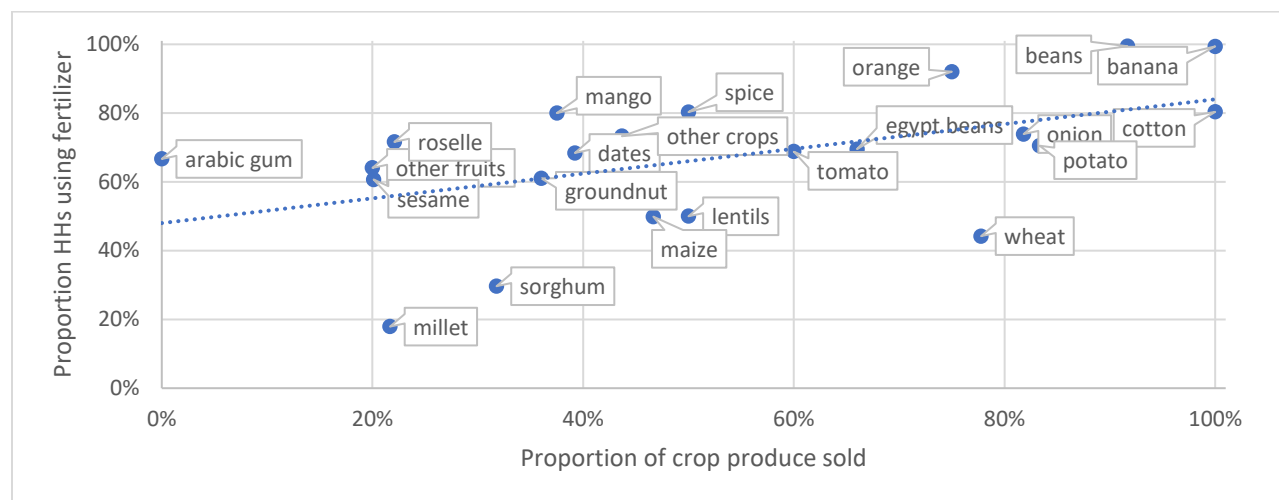 Proportion HHs using fertilizer
100%
80%
60%
40%
20%
0%
beans
banana
orange
mango
spice
roselle
other crops
egypt beans
onion
cotton
arabic gum
other fruits
dates
tomato
potato
sesame
groundnut
lentils
maize
wheat
sorghum
millet
0%
20%
40%
60%
80%
100%
Proportion of crop produce sold